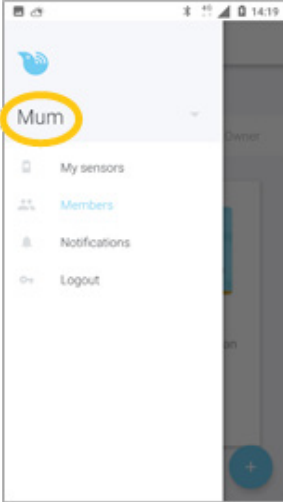 14:19
Mum
Owner
My sensors
Members
Notifications
Logout
an
+